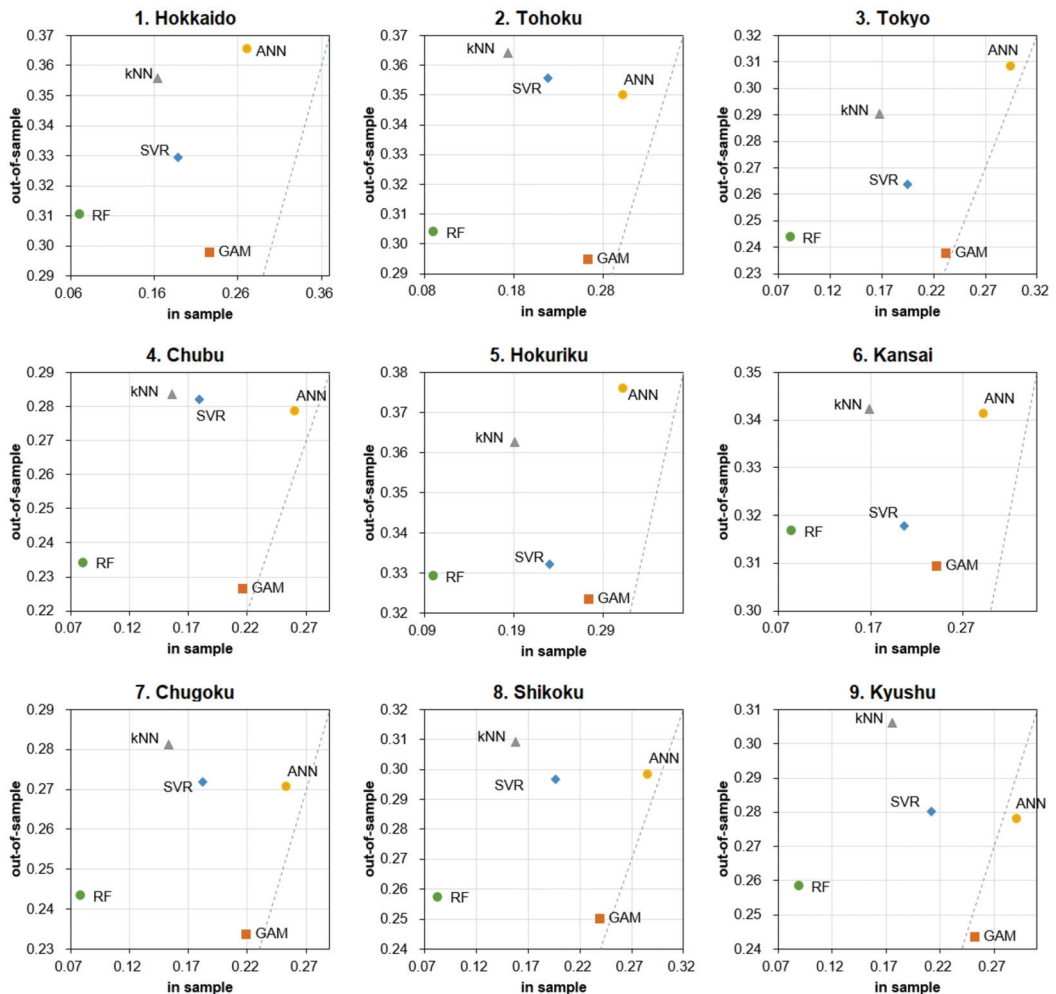 1. Hokkaido
0.37
0.36
0.35
0.34
0.33
0.32
0.31
0.30
0.29
out-of-sample
ANN
kNN
SVR
RF
GAM
0.06
0.16
0.26
0.36
in sample
2. Tohoku
0.37
0.36
0.35
0.34
0.33
0.32
0.31
0.30
0.29
out-of-sample
kNN
SVR
ANN
RF
GAM
0.08
0.18
0.28
in sample
3. Tokyo
0.32
0.31
0.30
0.29
0.28
0.27
0.26
0.25
0.24
0.23
out-of-sample
ANN
kNN
SVR
RF
GAM
0.07
0.12
0.17
0.22
0.27
0.32
in sample
4. Chubu
0.29
0.28
0.27
0.26
0.25
0.24
0.23
0.22
out-of-sample
kNN
SVR
ANN
RF
GAM
0.07
0.12
0.17
0.22
0.27
in sample
5. Hokuriku
0.38
0.37
0.36
0.35
0.34
0.33
0.32
out-of-sample
ANN
kNN
SVR
RF
GAM
0.09
0.19
0.29
in sample
6. Kansai
0.35
0.34
0.33
0.32
0.31
0.30
out-of-sample
kNN
ANN
SVR
RF
GAM
0.07
0.17
0.27
in sample
7. Chugoku
0.29
0.28
0.27
0.26
0.25
0.24
0.23
out-of-sample
kNN
SVR
ANN
RF
GAM
0.07
0.12
0.17
0.22
0.27
in sample
8. Shikoku
0.32
0.31
0.30
0.29
0.28
0.27
0.26
0.25
0.24
out-of-sample
kNN
SVR
ANN
RF
GAM
0.07
0.12
0.17
0.22
0.27
0.32
in sample
9. Kyushu
0.31
0.30
0.29
0.28
0.27
0.26
0.25
0.24
out-of-sample
kNN
SVR
ANN
RF
GAM
0.07
0.12
0.17
0.22
0.27
in sample